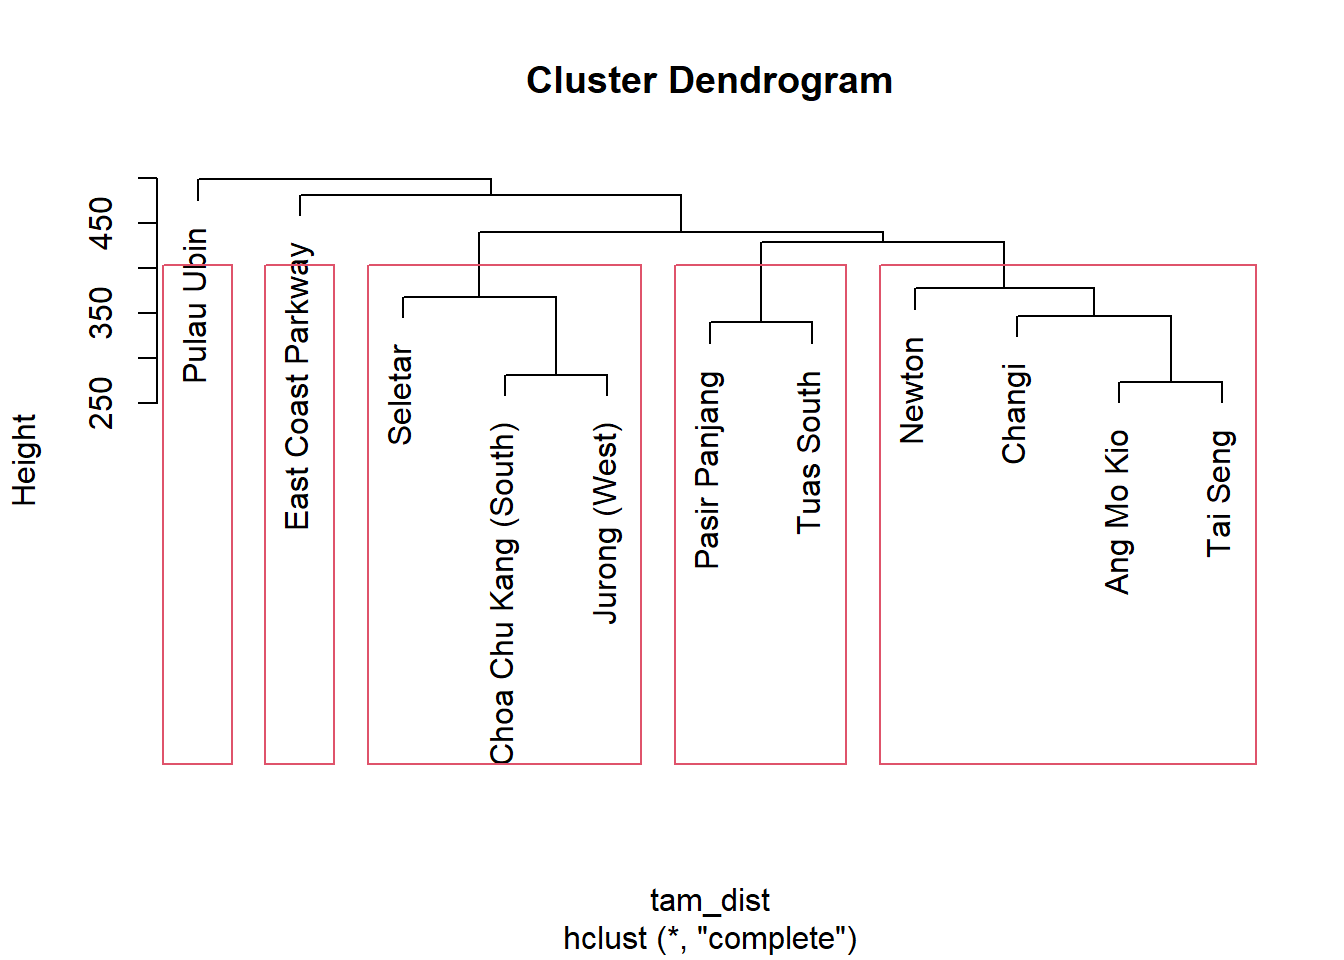 Cluster Dendrogram
Height
450
350
250
Pulau Ubin
East Coast Parkway
Seletar
Choa Chu Kang (South)
Jurong (West)
Pasir Panjang
Tuas South
Newton
Changi
Ang Mo Kio
Tai Seng
tam_dist
hclust (*, "complete")